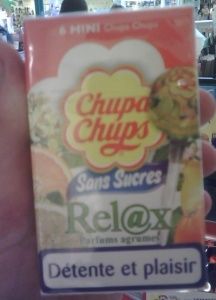 6 MINI Chupa Chups
Chupa
Chups
Sans Sucres
Rel@x
Parfums agrumes
Détente et plaisir